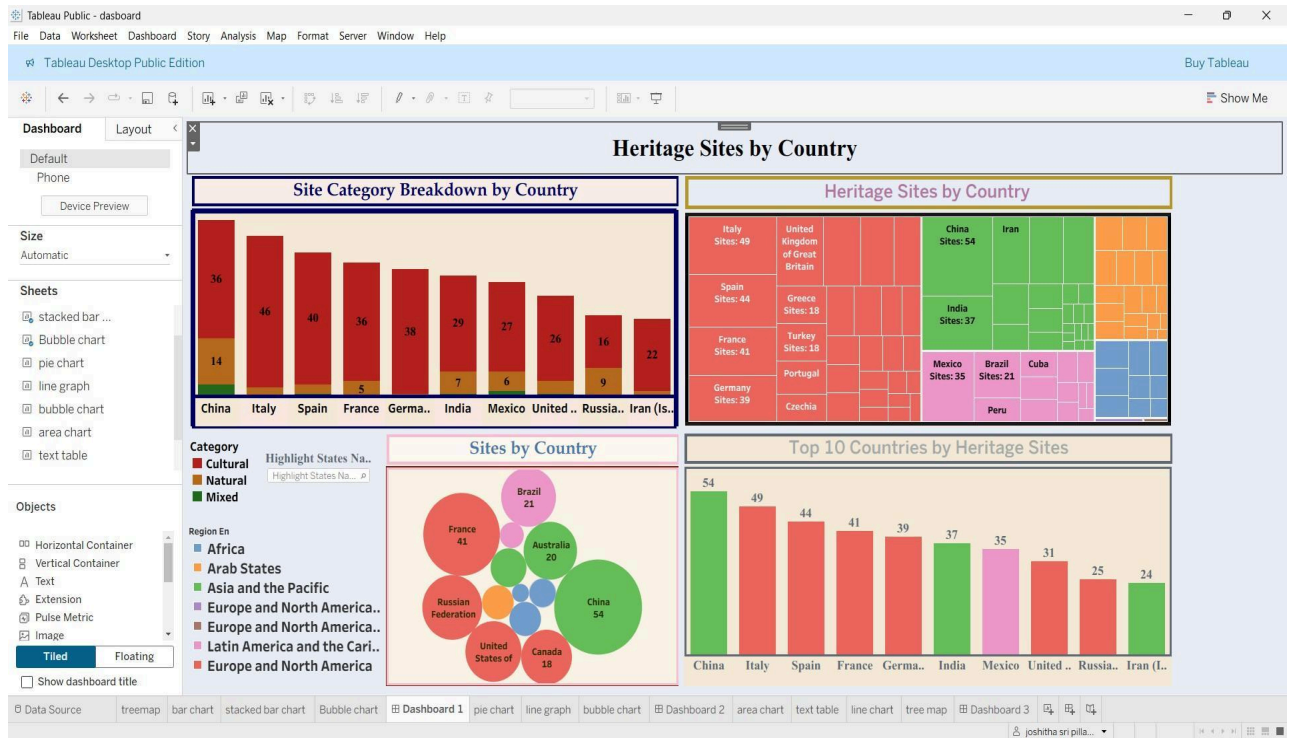 Tableau Public - dasboard
File Data Worksheet Dashboard Story Analysis Map Format Server Window Help
Tableau Desktop Public Edition
Buy Tableau
Show Me
Dashboard Layout
Default
Phone
Device Preview
Size
Automatic
Sheets
stacked bar ...
Bubble chart
pie chart
line graph
bubble chart
area chart
text table
Objects
Horizontal Container
Vertical Container
Text
Extension
Pulse Metric
Image
Tiled Floating
Show dashboard title
Heritage Sites by Country
Site Category Breakdown by Country
36 46 40 36 38 29 27 26 16 22
14 5 7 6 9
China Italy Spain France Germa.. India Mexico United .. Russia.. Iran (Is..
Heritage Sites by Country
Italy
Sites: 49
Spain
Sites: 44
France
Sites: 41
Germany
Sites: 39
United
Kingdom
of Great
Britain
Greece
Sites: 18
Turkey
Sites: 18
Portugal
Czechia
China
Sites: 54
Iran
India
Sites: 37
Mexico
Sites: 35
Brazil
Sites: 21
Cuba
Peru
Category
Cultural
Natural
Mixed
Highlight States Na..
Highlight States Na...
Region En
Africa
Arab States
Asia and the Pacific
Europe and North America..
Europe and North America..
Latin America and the Cari..
Europe and North America
Sites by Country
Brazil
21
France
41
Australia
20
China
54
Russian
Federation
United
States of
Canada
18
Top 10 Countries by Heritage Sites
54 49 44 41 39 37 35 31 25 24
China Italy Spain France Germa.. India Mexico United .. Russia.. Iran (I..
Data Source treemap bar chart stacked bar chart Bubble chart Dashboard 1 pie chart line graph bubble chart Dashboard 2 area chart text table line chart tree map Dashboard 3
joshitha sri pilla...